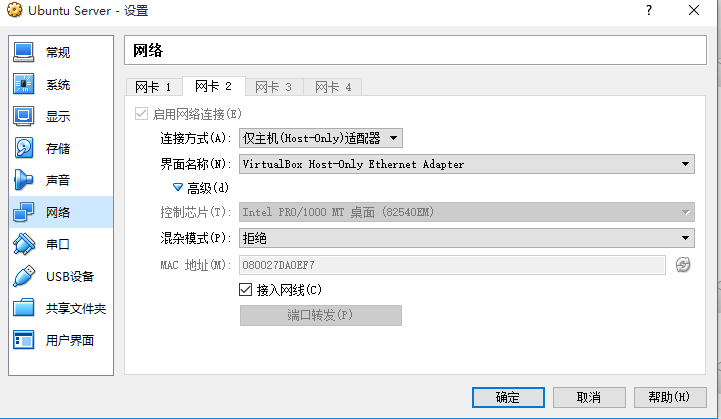 Ubuntu Server - 设置
?
常规
系统
显示
存储
声音
网络
串口
USB设备
共享文件夹
用户界面
网络
网卡 1 网卡 2 网卡 3 网卡 4
启用网络连接(E)
连接方式(A): 仅主机(Host-Only)适配器
界面名称(N): VirtualBox Host-Only Ethernet Adapter
高级(d)
控制芯片(T): Intel PRO/1000 MT 桌面 (82540EM)
混杂模式(P): 拒绝
MAC 地址(M): 080027DA0EF7
接入网线(C)
端口转发(P)
确定 取消 帮助(H)